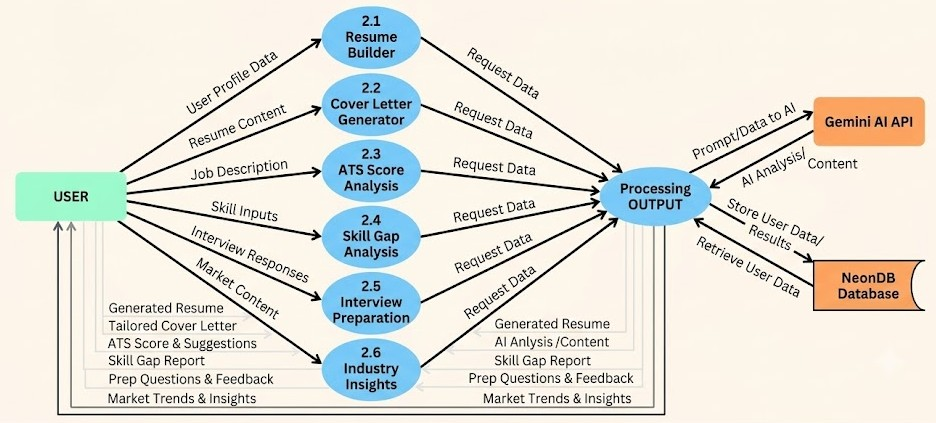 2.1
Resume
Builder
User Profile Data
Request Data
2.2
Cover Letter
Generator
Resume Content
Request Data
Prompt/Data to AI
Gemini AI API
AI Analysis/
Content
2.3
ATS Score
Analysis
Job Description
Request Data
USER
Processing
OUTPUT
Skill Inputs
2.4
Skill Gap
Analysis
Request Data
Store User Data/
Results
Retrieve User Data
Interview Responses
Request Data
NeonDB
Database
Market Content
2.5
Interview
Preparation
Request Data
2.6
Industry
Insights
Generated Resume
Tailored Cover Letter
ATS Score & Suggestions
Skill Gap Report
Prep Questions & Feedback
Market Trends & Insights
Generated Resume
AI Anlysis /Content
Skill Gap Report
Prep Questions & Feedback
Market Trends & Insights